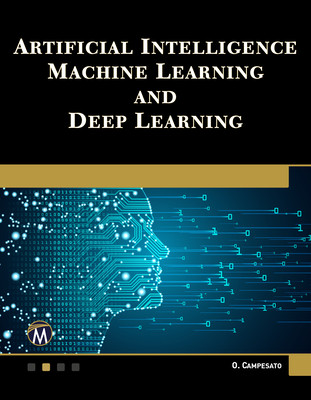 Artificial Intelligence
Machine Learning
and
Deep Learning
M
O. Campesato